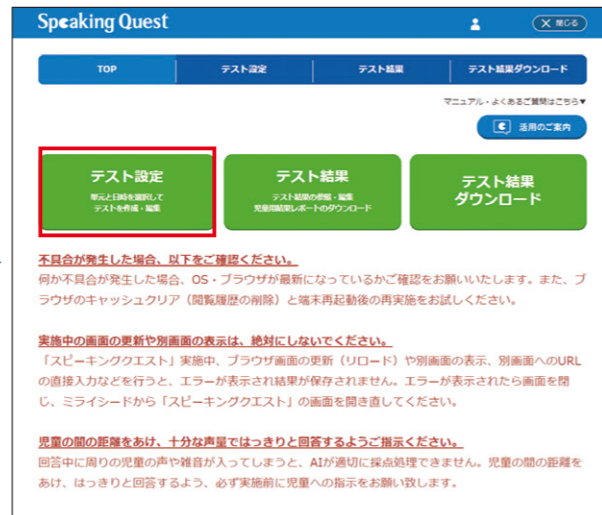 Speaking Quest
× 閉じる
TOP
テスト設定
テスト結果
テスト結果ダウンロード
マニュアル・よくあるご質問はこちら▼
活用のご案内
テスト設定
単元と日時を選択して
テストを作成・編集
テスト結果
テスト結果の参照・編集
児童用結果レポートのダウンロード
テスト結果
ダウンロード
不具合が発生した場合、以下をご確認ください。
何か不具合が発生した場合、OS・ブラウザが最新になっているかご確認をお願いいたします。また、ブ
ラウザのキャッシュクリア（閲覧履歴の削除）と端末再起動後の再実施をお試しください。
実施中の画面の更新や別画面の表示は、絶対にしないでください。
「スピーキングクエスト」実施中、ブラウザ画面の更新（リロード）や別画面の表示、別画面へのURL
の直接入力などを行うと、エラーが表示され結果が保存されません。エラーが表示されたら画面を閉
じ、ミライシードから「スピーキングクエスト」の画面を開き直してください。
児童の間の距離をあけ、十分な声量ではっきりと回答するようご指示ください。
回答中に周りの児童の声や雑音が入ってしまうと、AIが適切に採点処理できません。児童の間の距離を
あけ、はっきりと回答するよう、必ず実施前に児童への指示をお願い致します。